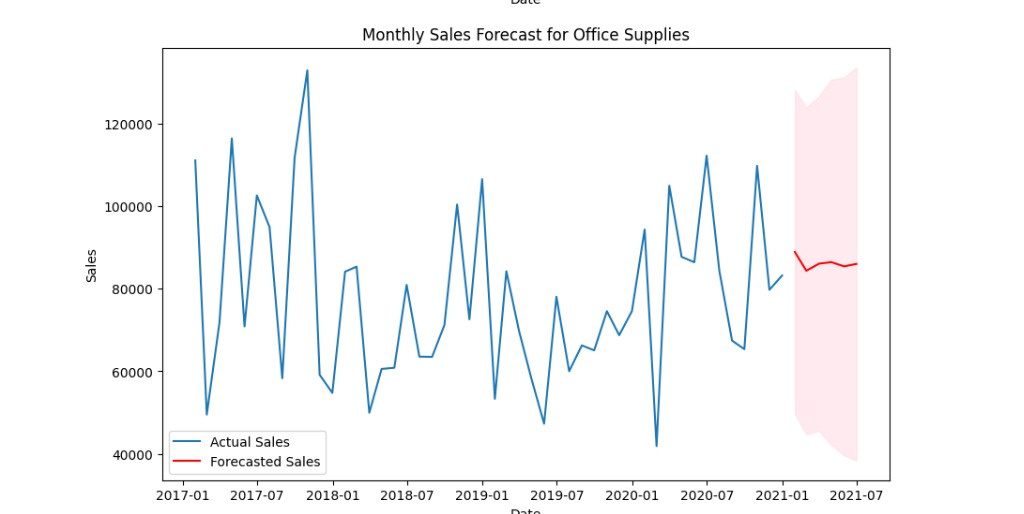 Date
Monthly Sales Forecast for Office Supplies
120000
100000
80000
60000
40000
Sales
Actual Sales
Forecasted Sales
2017-01 2017-07 2018-01 2018-07 2019-01 2019-07 2020-01 2020-07 2021-01 2021-07
Date